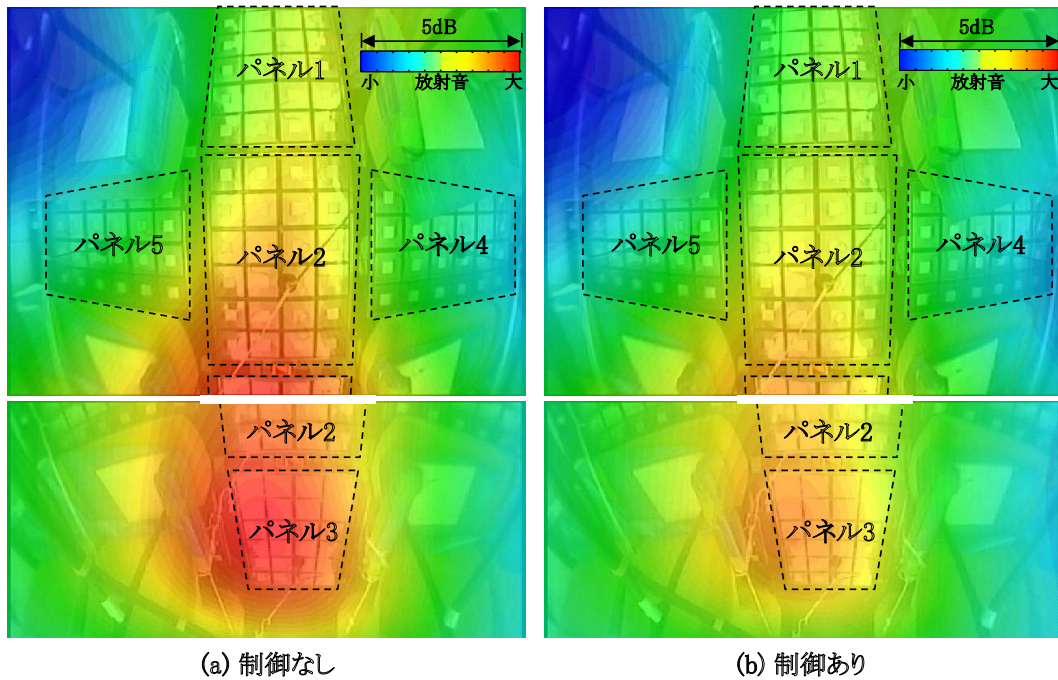 5dB
小 放射音 大
パネル1
パネル5
パネル2
パネル4
パネル2
パネル3
(a) 制御なし
5dB
小 放射音 大
パネル1
パネル5
パネル2
パネル4
パネル2
パネル3
(b) 制御あり